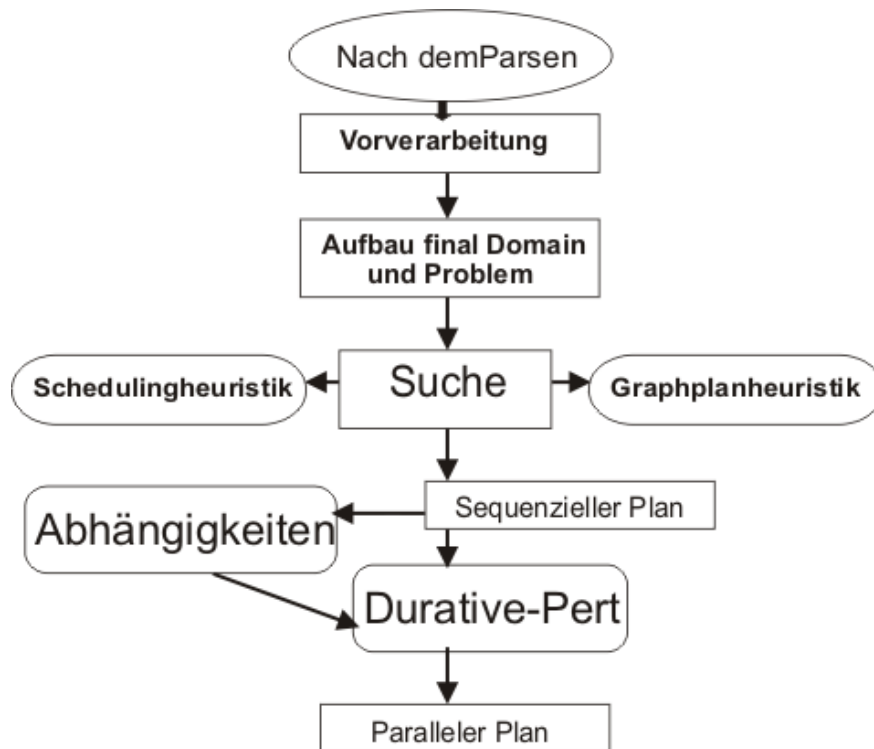 Nach demParsen
Vorverarbeitung
Aufbau final Domain
und Problem
Schedulingheuristik
Suche
Graphplanheuristik
Sequenzieller Plan
Abhängigkeiten
Durative-Pert
Paralleler Plan